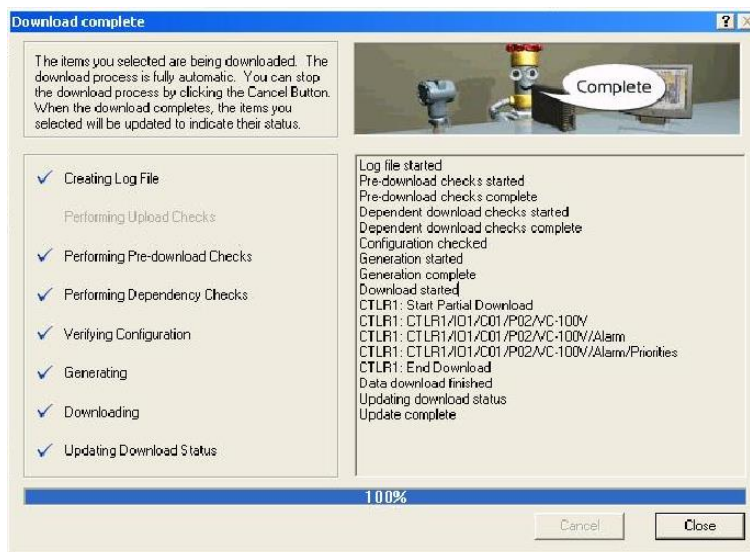 Download complete
The items you selected are being downloaded. The
download process is fully automatic. You can stop
the download process by clicking the Cancel Button.
When the download completes, the items you
selected will be updated to indicate their status.
Complete
Creating Log File
Performing Upload Checks
Performing Pre-download Checks
Performing Dependency Checks
Verifying Configuration
Generating
Downloading
Updating Download Status
Log file started
Pre-download checks started
Pre-download checks complete
Dependent download checks started
Dependent download checks complete
Configuration checked
Generation started
Generation complete
Download started
CTLR1: Start Partial Download
CTLR1: CTLR1/IO1/C01/P02/VC-100V
CTLR1: CTLR1/IO1/C01/P02/VC-100V//Alarm
CTLR1: CTLR1/IO1/C01/P02/VC-100V/Alarm/Priorities
CTLR1: End Download
Data download finished
Updating download status
Update complete
100%
Cancel
Close